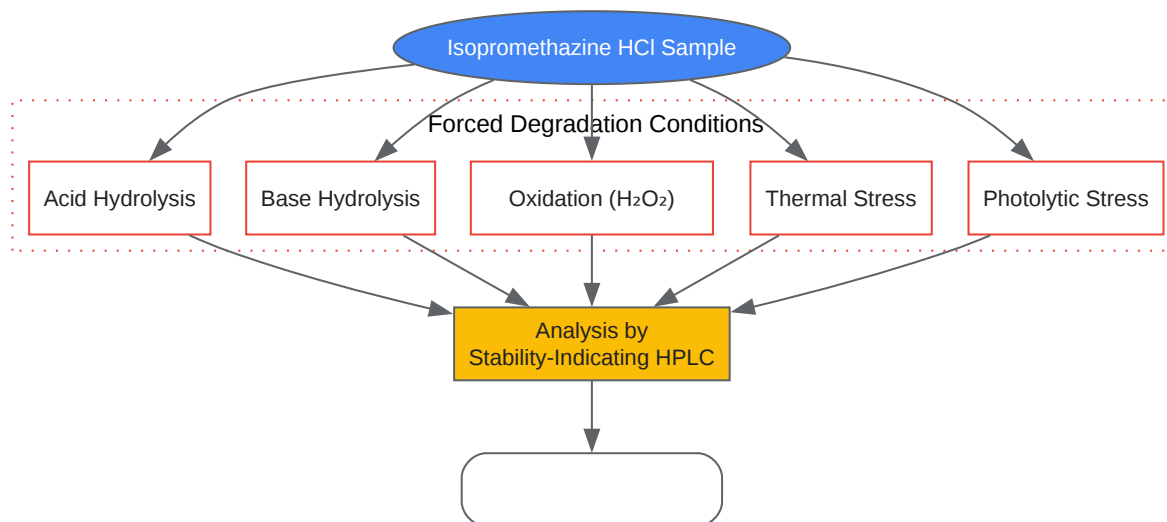 Isopromethazine HCl Sample
Forced Degradation Conditions
Acid Hydrolysis
Base Hydrolysis
Oxidation (H₂O₂)
Thermal Stress
Photolytic Stress
Analysis by
Stability-Indicating HPLC